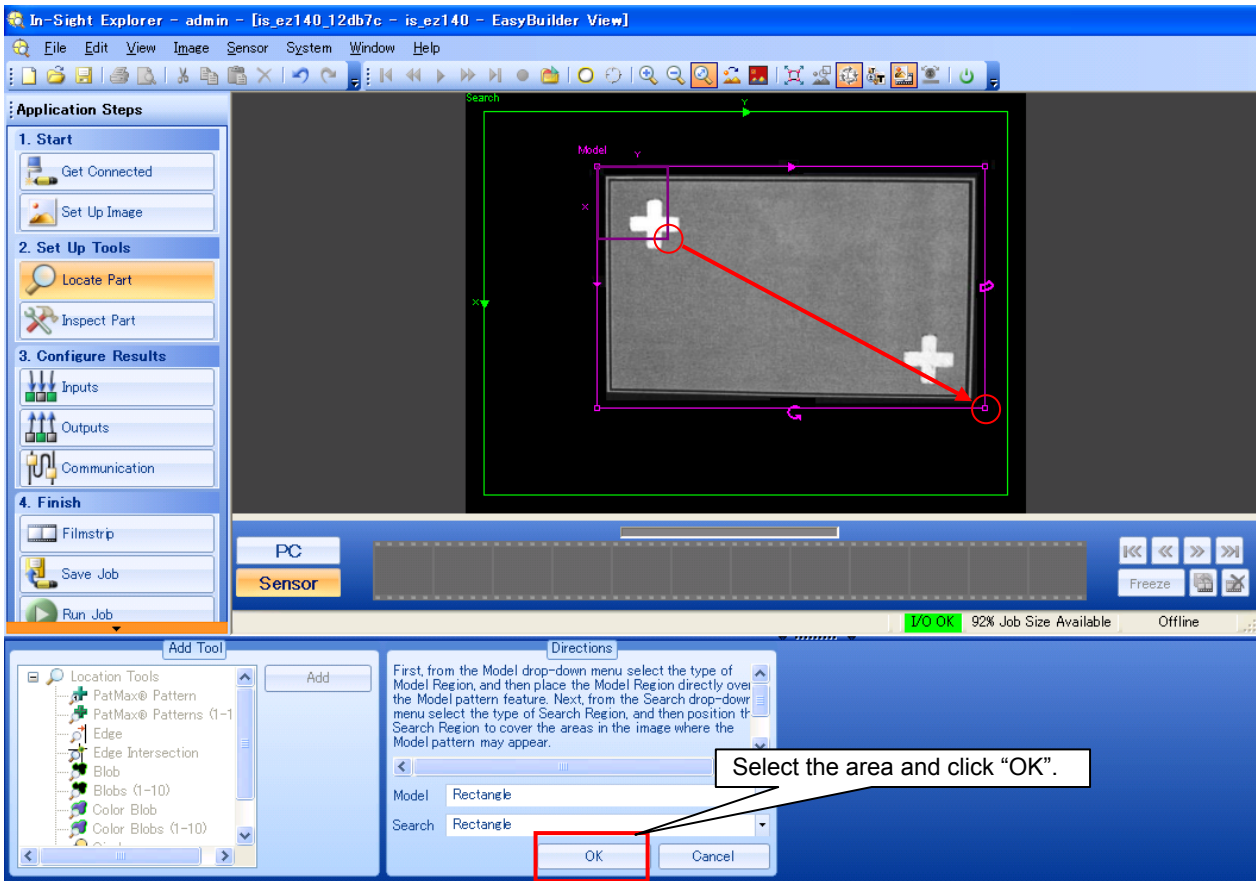 In-Sight Explorer - admin - [is_ez140_12db7c - is_ez140 - EasyBuilder View]
File Edit View Image Sensor System Window Help
Application Steps
1. Start
Get Connected
Set Up Image
2. Set Up Tools
Locate Part
Inspect Part
3. Configure Results
Inputs
Outputs
Communication
4. Finish
Filmstrip
Save Job
Run Job
Search
Y
Model
Y
X
X
PC
Sensor
Freeze
I/O OK 92% Job Size Available Offline
Add Tool
Location Tools
PatMax® Pattern
PatMax® Patterns (1-1
Edge
Edge Intersection
Blob
Blobs (1-10)
Color Blob
Color Blobs (1-10)
Add
Directions
First, from the Model drop-down menu select the type of
Model Region, and then place the Model Region directly over
the Model pattern feature. Next, from the Search drop-down
menu select the type of Search Region, and then position th
Search Region to cover the areas in the image where the
Model pattern may appear.
Model Rectangle
Search Rectangle
OK Cancel
Select the area and click “OK”.